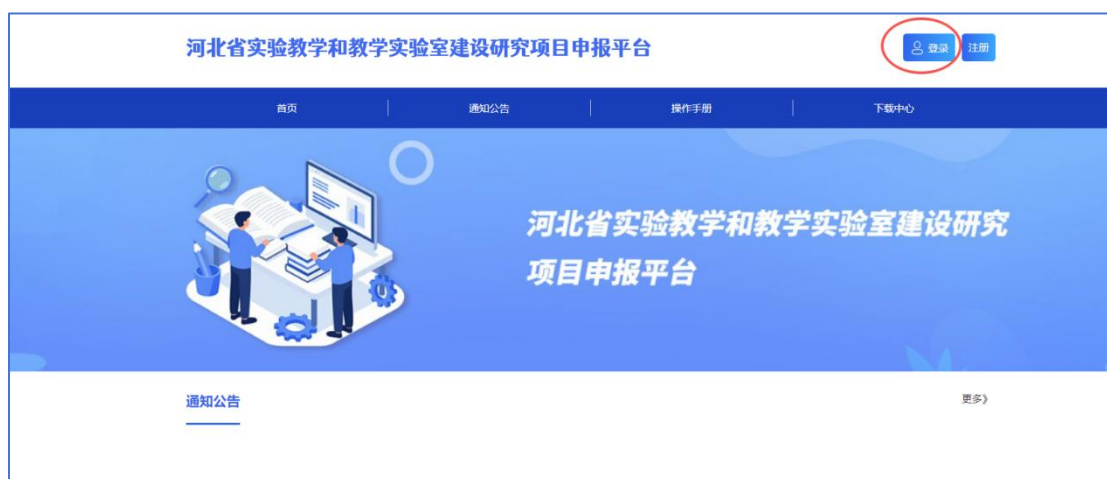 河北省实验教学和教学实验室建设研究项目申报平台
登录 注册
首页 通知公告 操作手册 下载中心
河北省实验教学和教学实验室建设研究
项目申报平台
通知公告 更多》